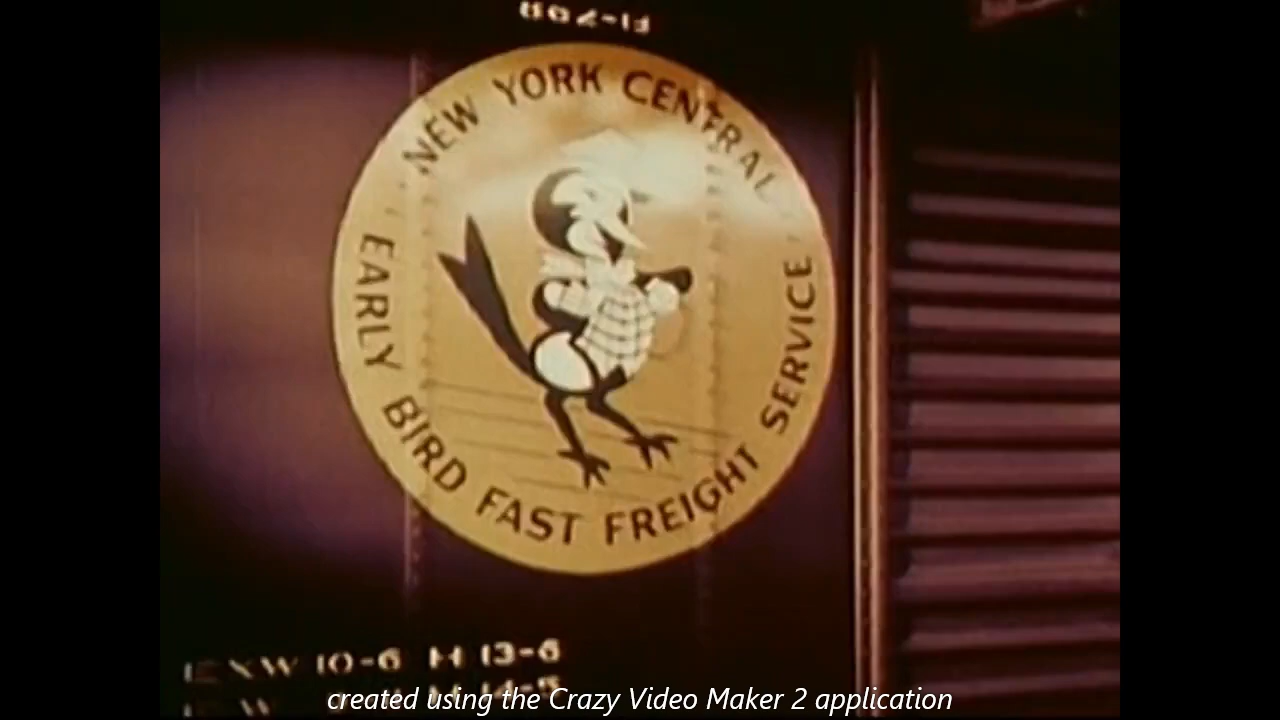 NEW YORK CENTRAL
EARLY BIRD FAST FREIGHT SERVICE
EXW 10-6 H 13-6
created using the Crazy Video Maker 2 application